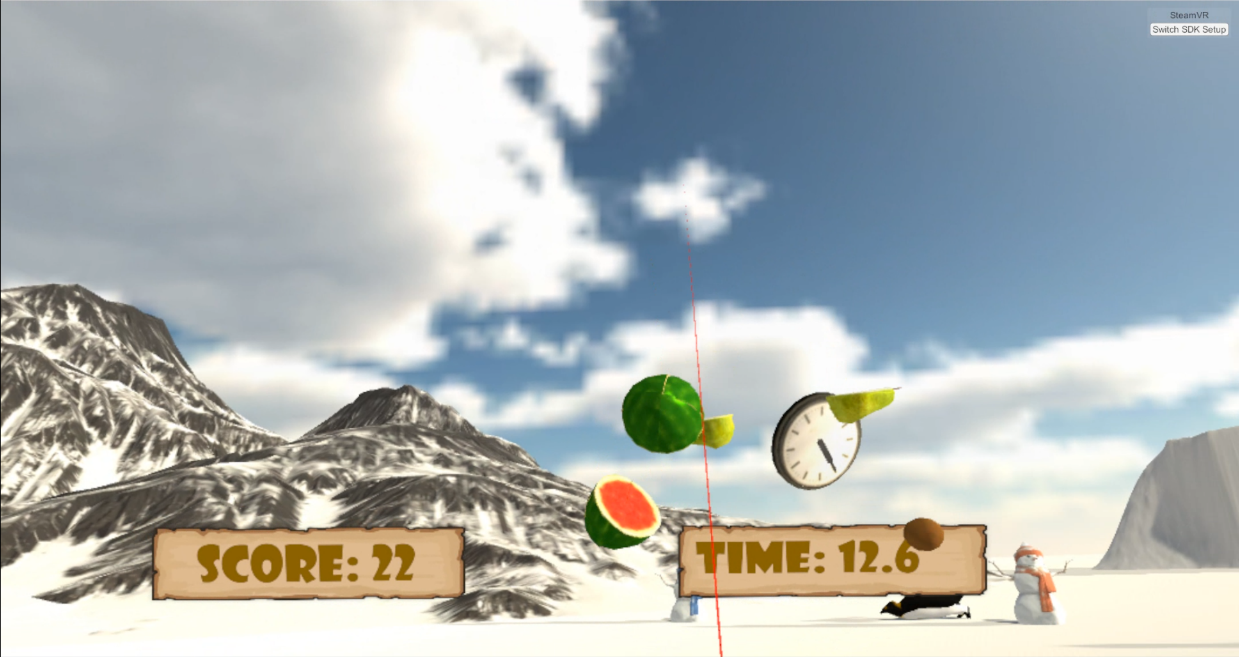 SteamVR
Switch SDK Setup
SCORE: 22
TIME: 12.6